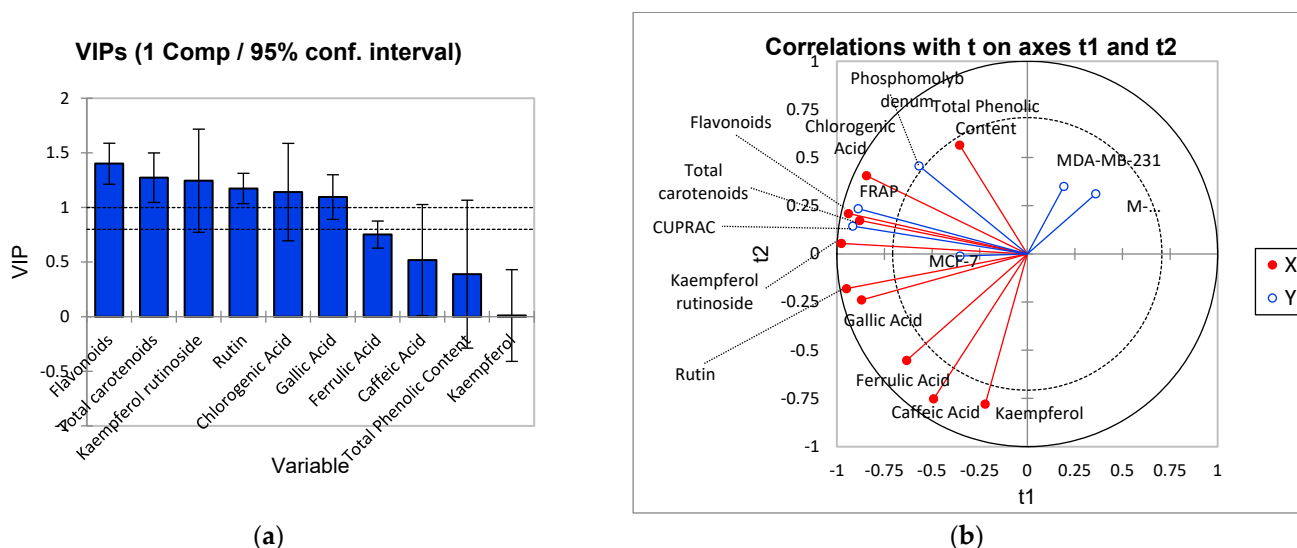 VIPs (1 Comp / 95% conf. interval)
2
1.5
1
0.5
0
-0.5
-1
VIP
Flavonoids
Total carotenoids
Kaempferol rutinoside
Rutin
Chlorogenic Acid
Gallic Acid
Ferrulic Acid
Caffeic Acid
Total Phenolic Content
Kaempferol
Variable
(a)
Correlations with t on axes t1 and t2
Phosphomolyb
denum
Total Phenolic
Content
Chlorogenic
Acid
Flavonoids
Total
carotenoids
FRAP
MDA-MB-231
M-...
CUPRAC
MCF-7
Kaempferol
rutinoside
Gallic Acid
Rutin
Ferrulic Acid
Caffeic Acid
Kaempferol
1
0.75
0.5
0.25
0
-0.25
-0.5
-0.75
-1
t2
-1
-0.75
-0.5
-0.25
0
0.25
0.5
0.75
1
t1
X
Y
(b)